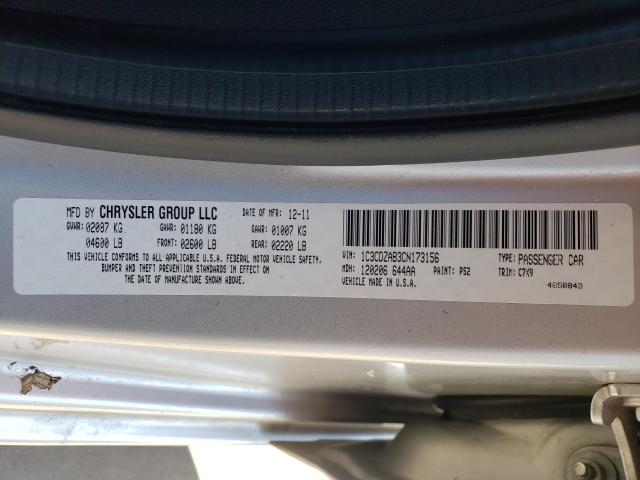 MFD BY CHRYSLER GROUP LLC DATE OF MFR: 12-11
GVWR: 02087 KG GAWR: 01180 KG GAWR: 01007 KG
04600 LB FRONT: 02600 LB REAR: 02220 LB
THIS VEHICLE CONFORMS TO ALL APPLICABLE U.S.A. FEDERAL MOTOR VEHICLE SAFETY,
BUMPER AND THEFT PREVENTION STANDARDS IN EFFECT ON
THE DATE OF MANUFACTURE SHOWN ABOVE.
VIN: 1C3CDZAB3CN173156 TYPE: PASSENGER CAR
MDH: 120206 644AA PAINT: PS2 TRIM: C7X9
VEHICLE MADE IN U.S.A.
4658843